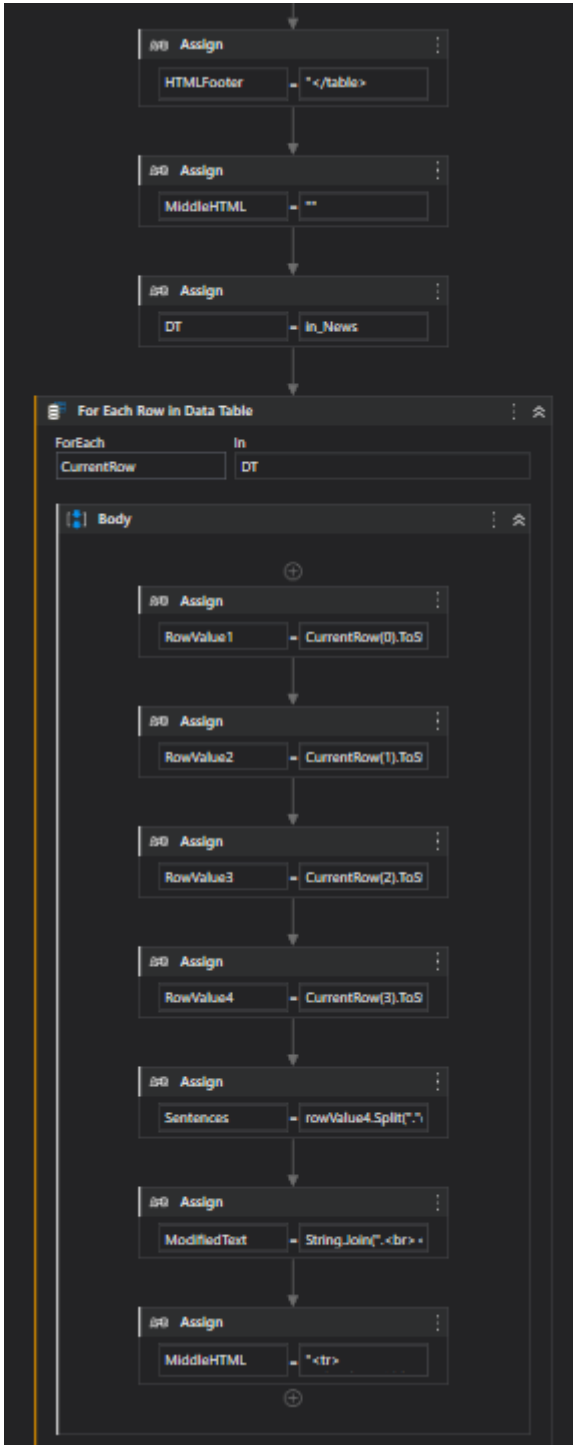 Assign
HTMLFooter = "</table>
Assign
MiddleHTML = ""
Assign
DT = in_News
For Each Row in Data Table
ForEach In
CurrentRow DT
Body
Assign
RowValue1 = CurrentRow(0).ToS
Assign
RowValue2 = CurrentRow(1).ToS
Assign
RowValue3 = CurrentRow(2).ToS
Assign
RowValue4 = CurrentRow(3).ToS
Assign
Sentences = rowValue4.Split("."
Assign
ModifiedText = String.Join(".<br>
Assign
MiddleHTML = "<tr>